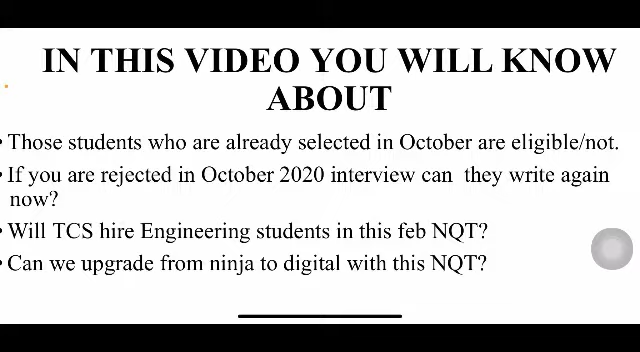 IN THIS VIDEO YOU WILL KNOW
ABOUT
• Those students who are already selected in October are eligible/not.
• If you are rejected in October 2020 interview can they write again
now?
• Will TCS hire Engineering students in this feb NQT?
• Can we upgrade from ninja to digital with this NQT?